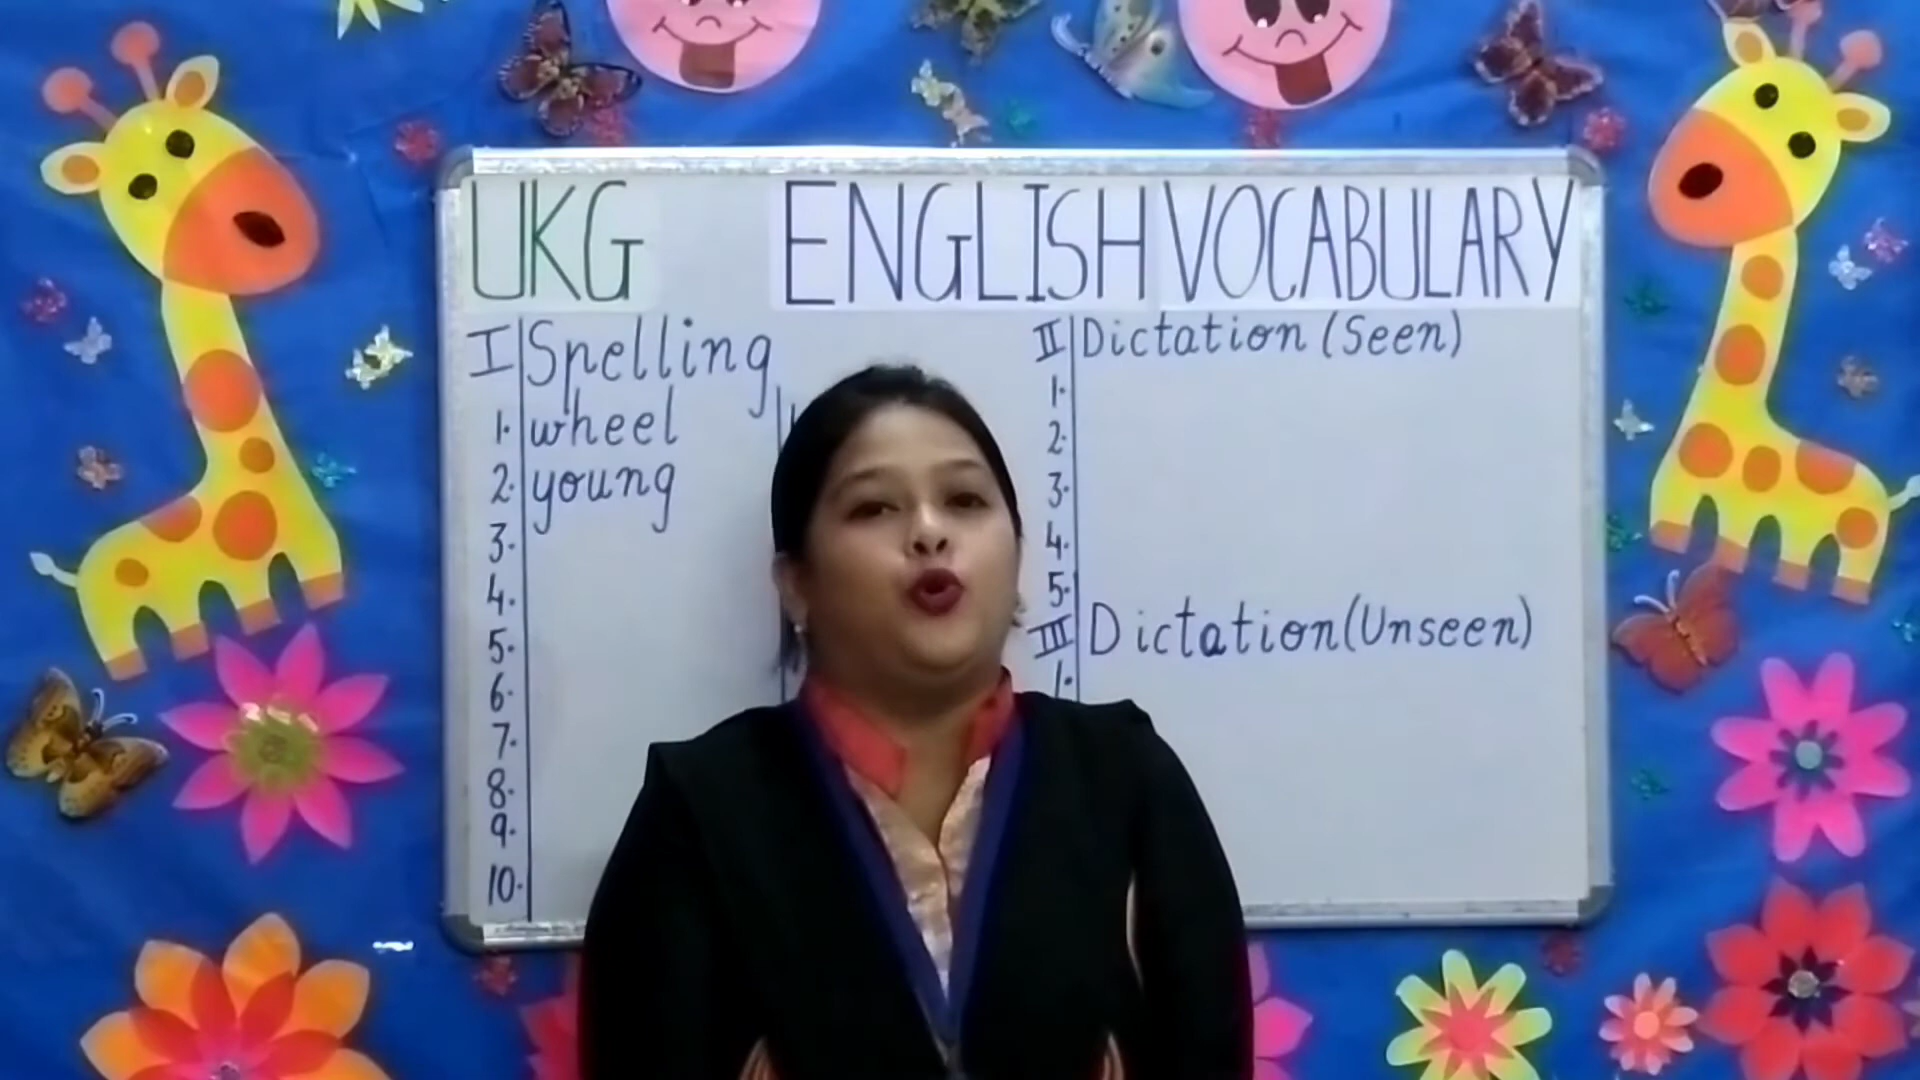 UKG ENGLISH VOCABULARY
I Spelling
1. wheel
2. young
3.
4.
5.
6.
7.
8.
9.
10.
II Dictation (Seen)
1.
2.
3.
4.
5.
III Dictation (Unseen)
1.